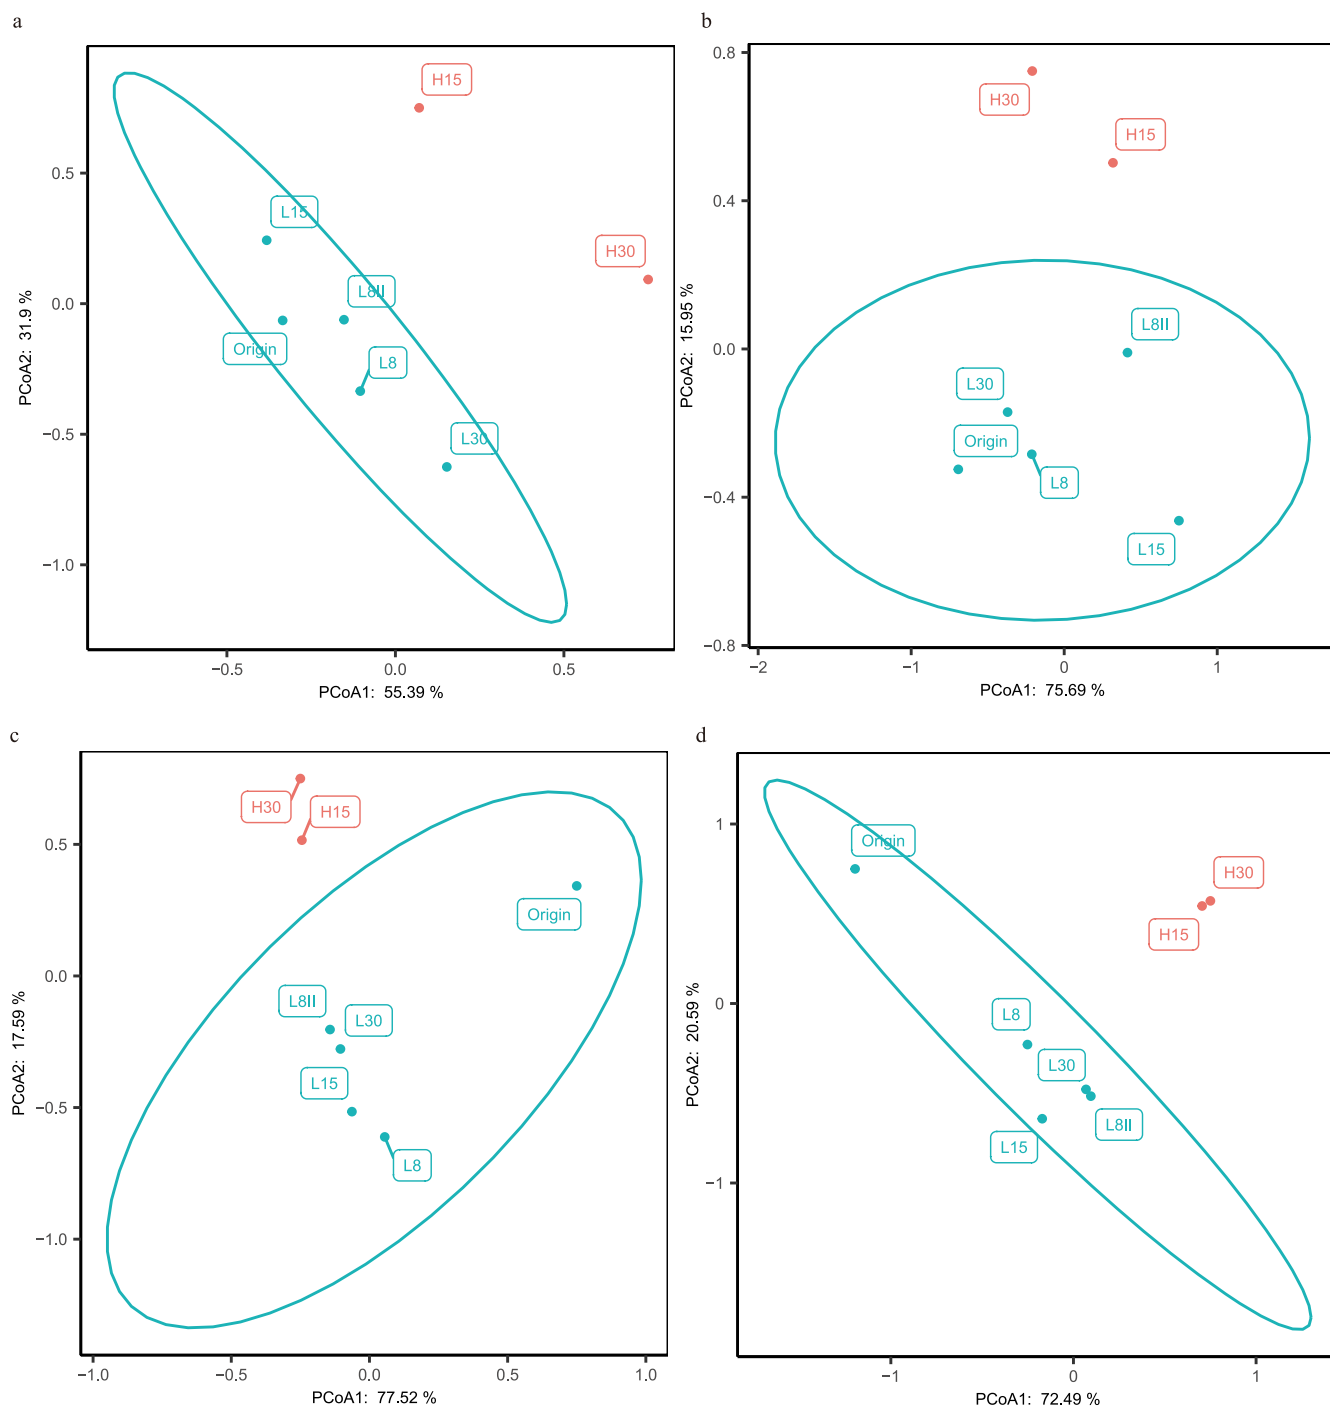 a
H15
0.5
L15
H30
L8II
0.0
Origin
L8
−0.5
L30
−1.0
PCoA2: 31.9 %
−0.5
0.0
0.5
PCoA1: 55.39 %
b
0.8
H30
H15
0.4
L8II
0.0
L30
Origin
L8
−0.4
L15
−0.8
PCoA2: 15.95 %
−2
−1
0
1
PCoA1: 75.69 %
c
H30
H15
0.5
Origin
0.0
L8II
L30
L15
−0.5
L8
−1.0
PCoA2: 17.59 %
−1.0
−0.5
0.0
0.5
1.0
PCoA1: 77.52 %
d
1
Origin
H30
H15
0
L8
L30
L8II
L15
−1
PCoA2: 20.59 %
−1
0
1
PCoA1: 72.49 %